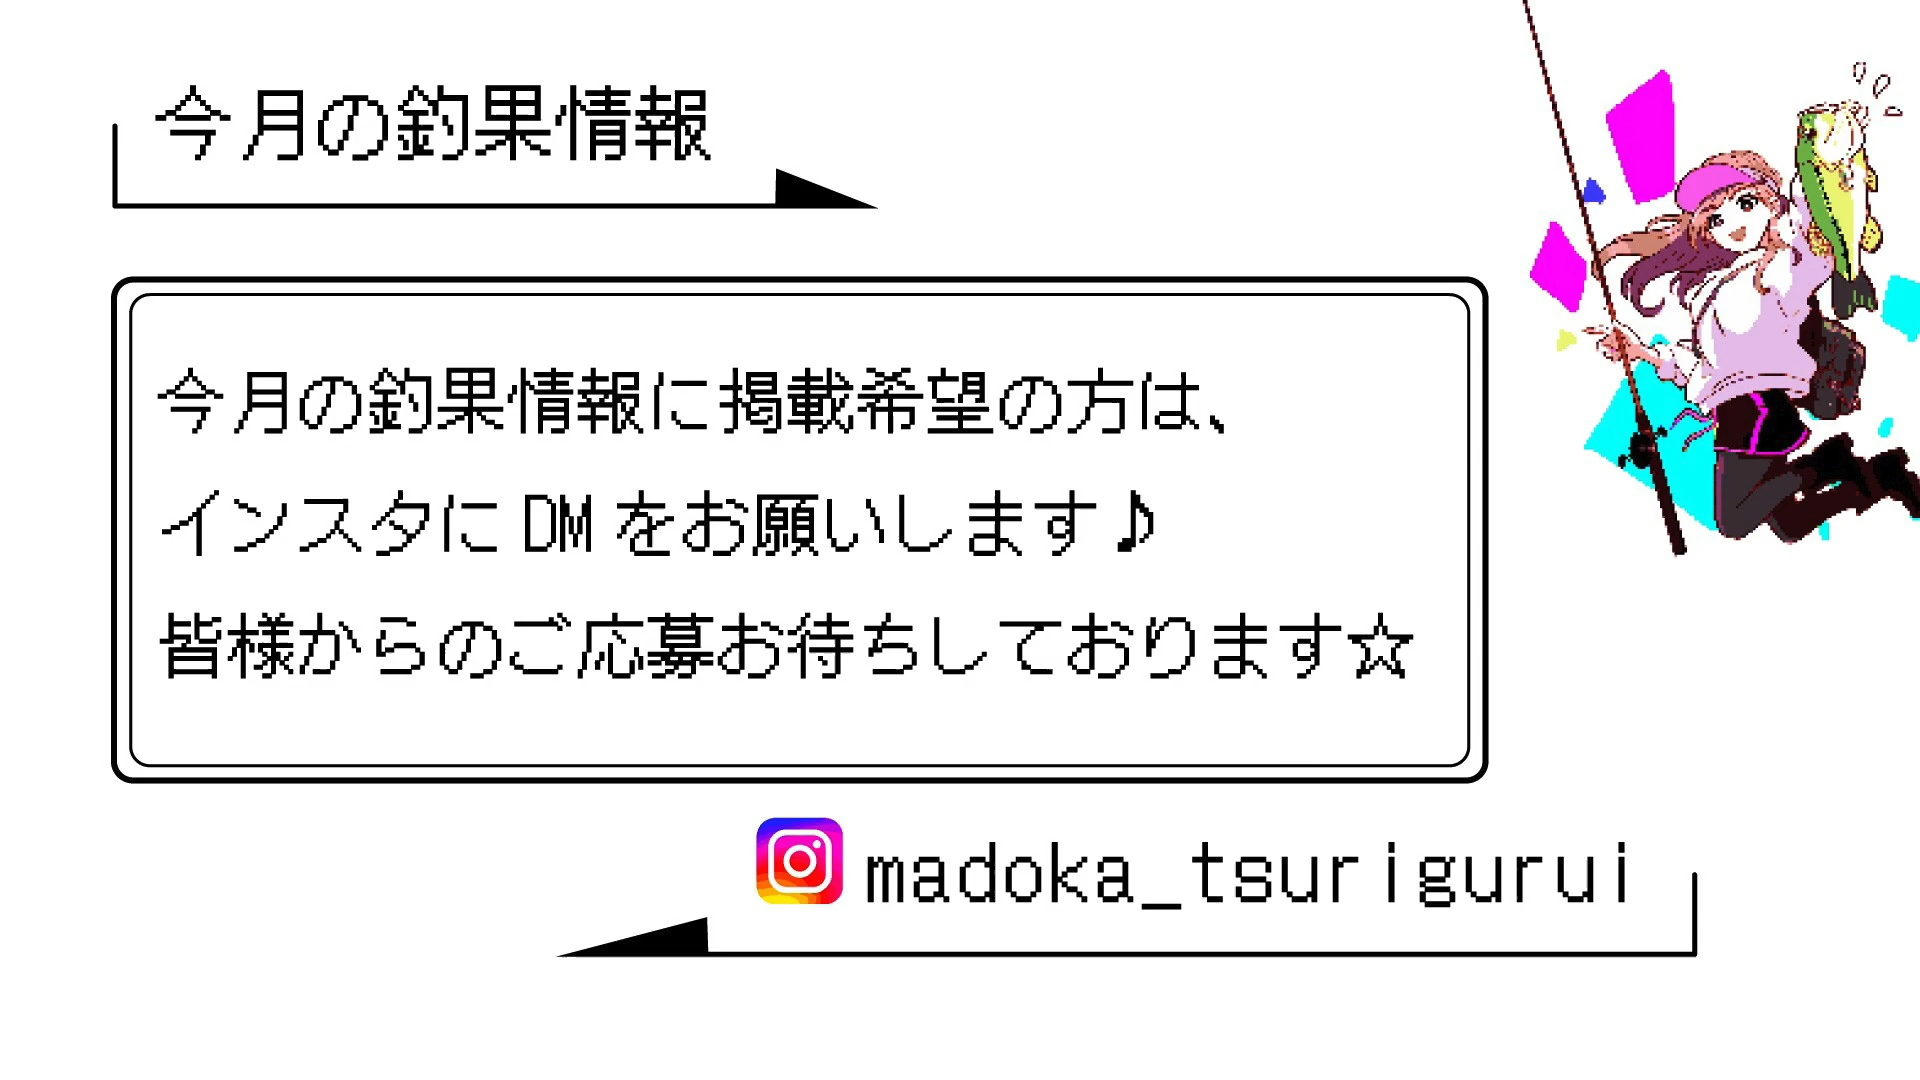 今月の釣果情報
今月の釣果情報に掲載希望の方は、
インスタにDMをお願いします♪
皆様からのご応募お待ちしております☆
madoka_tsurigurui